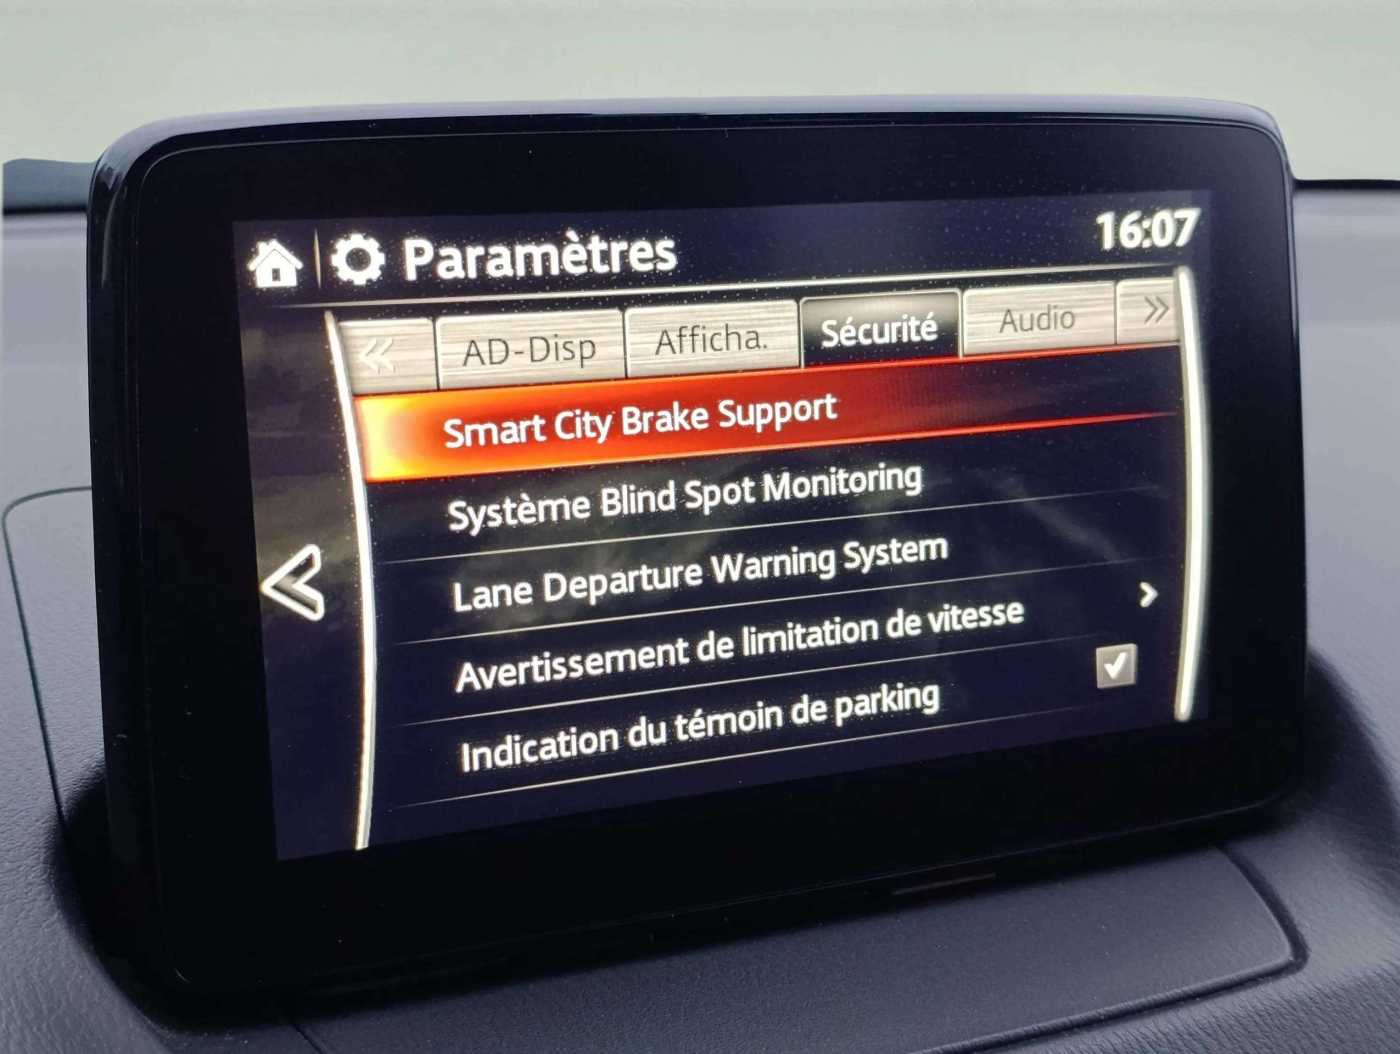 Paramètres
16:07
AD-Disp
Afficha.
Sécurité
Audio
Smart City Brake Support
Système Blind Spot Monitoring
Lane Departure Warning System
Avertissement de limitation de vitesse
Indication du témoin de parking